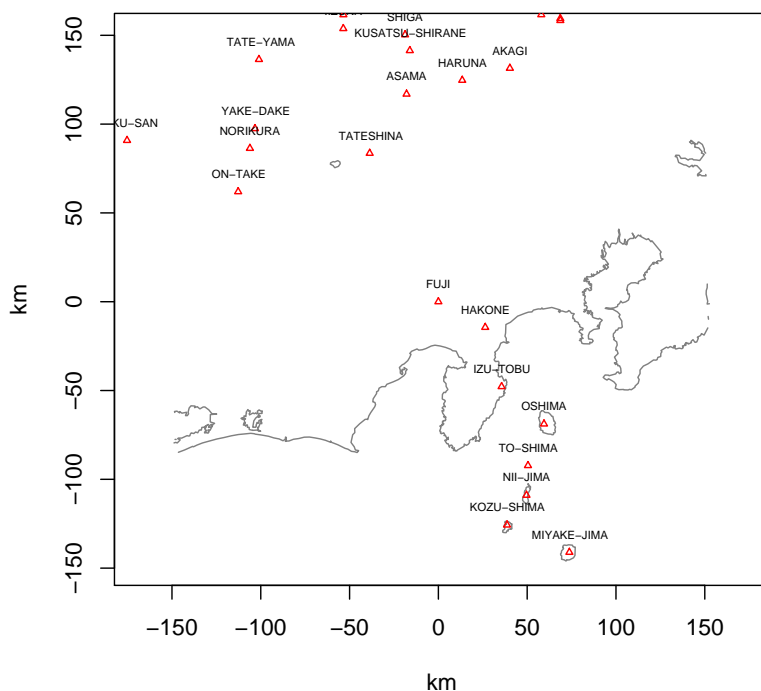 SHIGA
KUSATSU−SHIRANE
TATE−YAMA
AKAGI
HARUNA
ASAMA
YAKE−DAKE
KU−SAN
NORIKURA
TATESHINA
ON−TAKE
FUJI
HAKONE
IZU−TOBU
OSHIMA
TO−SHIMA
NII−JIMA
KOZU−SHIMA
MIYAKE−JIMA
150
100
50
0
−50
−100
−150
km
−150 −100 −50 0 50 100 150
km